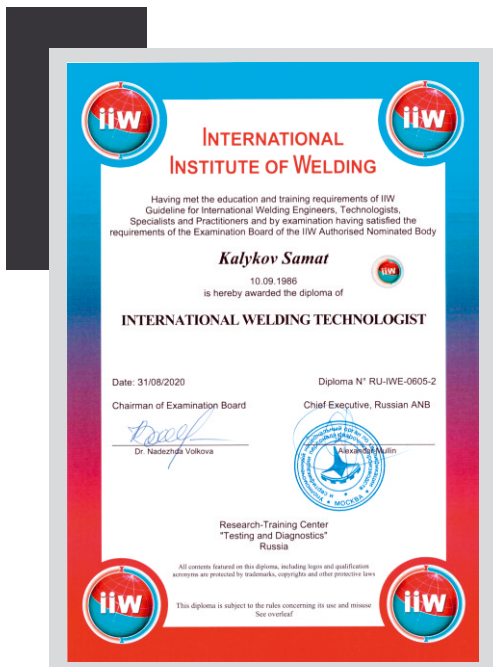 iiw
iiw
INTERNATIONAL
INSTITUTE OF WELDING
Having met the education and training requirements of IIW
Guideline for International Welding Engineers, Technologists,
Specialists and Practitioners and by examination having satisfied the
requirements of the Examination Board of the IIW Authorised Nominated Body
Kalykov Samat
iiw
10.09.1986
is hereby awarded the diploma of
INTERNATIONAL WELDING TECHNOLOGIST
Date: 31/08/2020
Diploma N° RU-IWE-0605-2
Chairman of Examination Board
Chief Executive, Russian ANB
Dr. Nadezhda Volkova
Alexandar Mullin
МОСКВА
Research-Training Center
"Testing and Diagnostics"
Russia
All contents featured on this diploma, including logos and qualification
acronyms are protected by trademarks, copyrights and other protective laws
This diploma is subject to the rules concerning its use and misuse
See overleaf
iiw
iiw